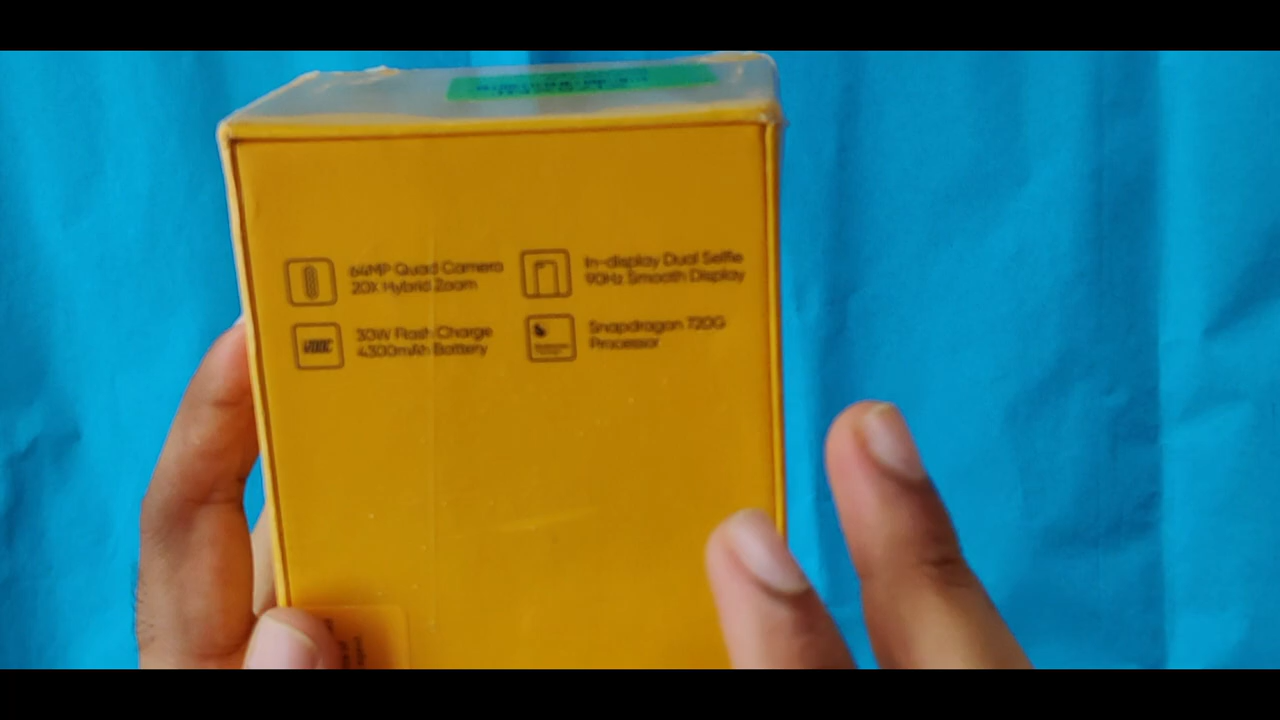 64MP Quad Camera
20X Hybrid Zoom
In-display Dual Selfie
90Hz Smooth Display
VOOC
30W Flash Charge
4300mAh Battery
Snapdragon 720G
Processor